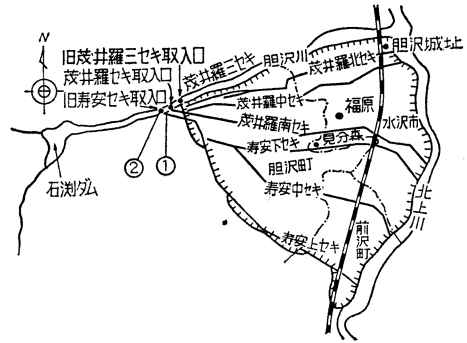 N
旧茂井羅三セキ取入口
茂井羅セキ取入口
旧寿安セキ取入口
茂井羅三セキ
胆沢川
茂井羅北セキ
胆沢城址
茂井羅中セキ
茂井羅南セキ
福原
水沢市
寿安下セキ
見分森
胆沢町
寿安中セキ
北上川
前沢町
寿安上セキ
石渕ダム
②
①